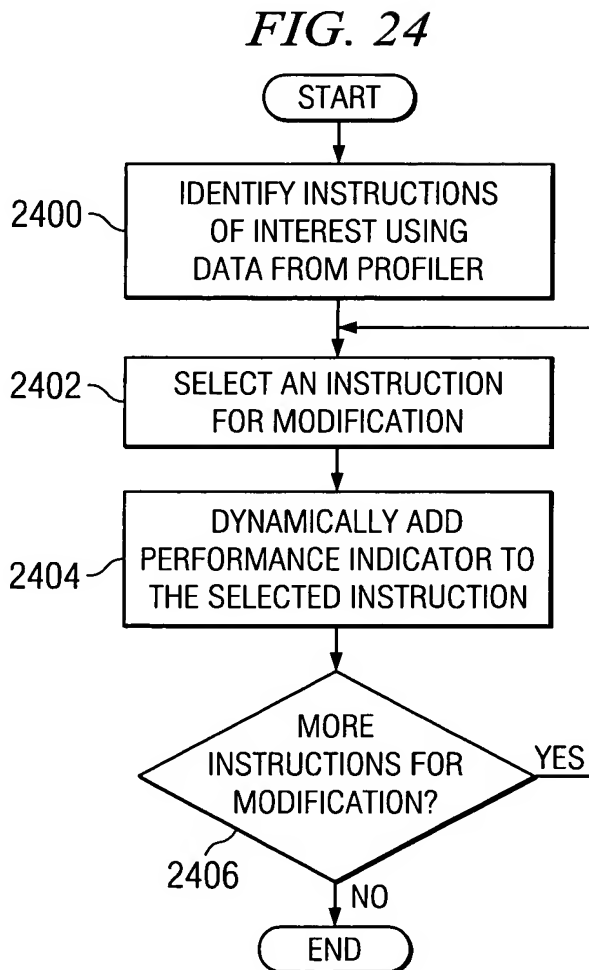 FIG. 24
START
2400
IDENTIFY INSTRUCTIONS
OF INTEREST USING
DATA FROM PROFILER
2402
SELECT AN INSTRUCTION
FOR MODIFICATION
2404
DYNAMICALLY ADD
PERFORMANCE INDICATOR TO
THE SELECTED INSTRUCTION
MORE
INSTRUCTIONS FOR
MODIFICATION?
YES
2406
NO
END